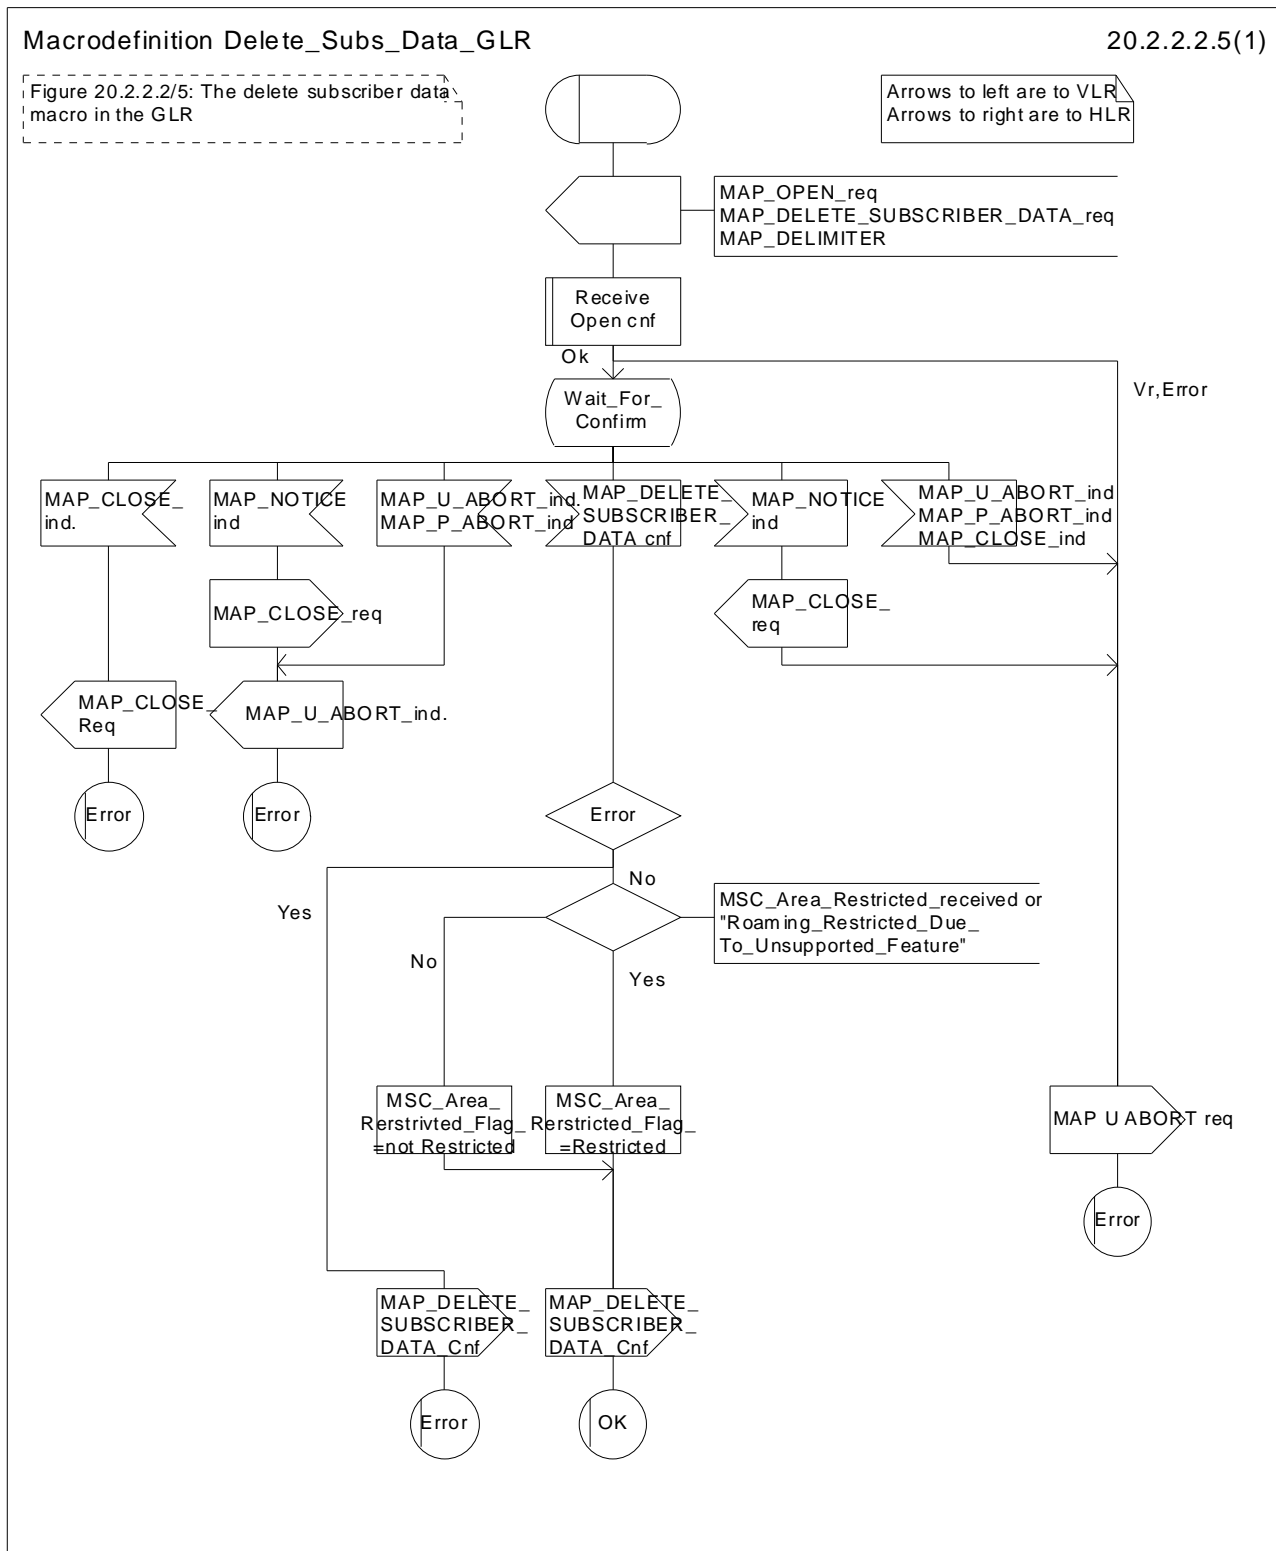 Macrodefinition Delete_Subs_Data_GLR
20.2.2.2.5(1)
Figure 20.2.2.2/5: The delete subscriber data
macro in the GLR
Arrows to left are to VLR
Arrows to right are to HLR
MAP_OPEN_req
MAP_DELETE_SUBSCRIBER_DATA_req
MAP_DELIMITER
Receive
Open cnf
Ok
Vr,Error
Wait_For_
Confirm
MAP_CLOSE_
ind.
MAP_NOTICE
ind
MAP_U_ABORT_ind.
MAP_P_ABORT_ind
MAP_DELETE_
SUBSCRIBER_
DATA cnf
MAP_NOTICE
ind
MAP_U_ABORT_ind
MAP_P_ABORT_ind
MAP_CLOSE_ind
MAP_CLOSE_req
MAP_CLOSE_
req
MAP_CLOSE_
Req
MAP_U_ABORT_ind.
Error
Error
Error
No
Yes
MSC_Area_Restricted_received or
"Roaming_Restricted_Due_
To_Unsupported_Feature"
No
Yes
MSC_Area_
Rerstrivted_Flag_
=not Restricted
MSC_Area_
Rerstricted_Flag_
=Restricted
MAP U ABORT req
Error
MAP_DELETE_
SUBSCRIBER_
DATA_Cnf
MAP_DELETE_
SUBSCRIBER_
DATA_Cnf
Error
OK